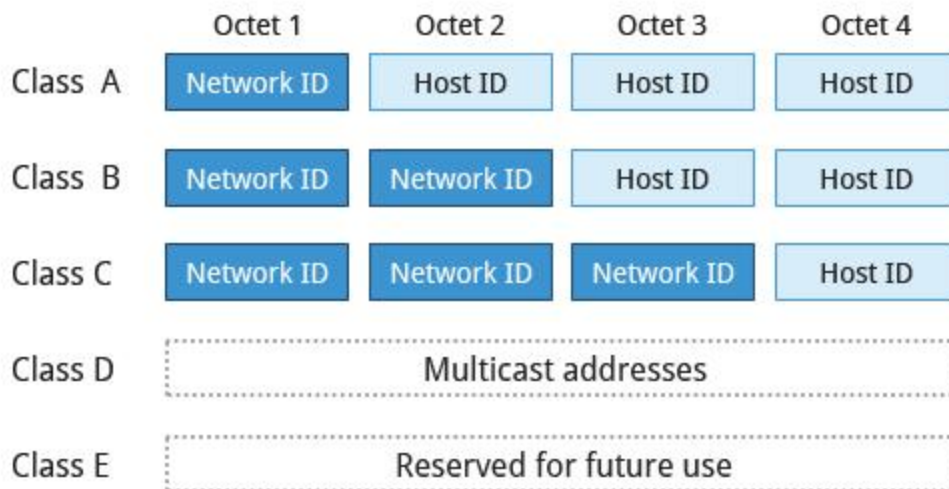 Octet 1 Octet 2 Octet 3 Octet 4
Class A Network ID Host ID Host ID Host ID
Class B Network ID Network ID Host ID Host ID
Class C Network ID Network ID Network ID Host ID
Class D Multicast addresses
Class E Reserved for future use